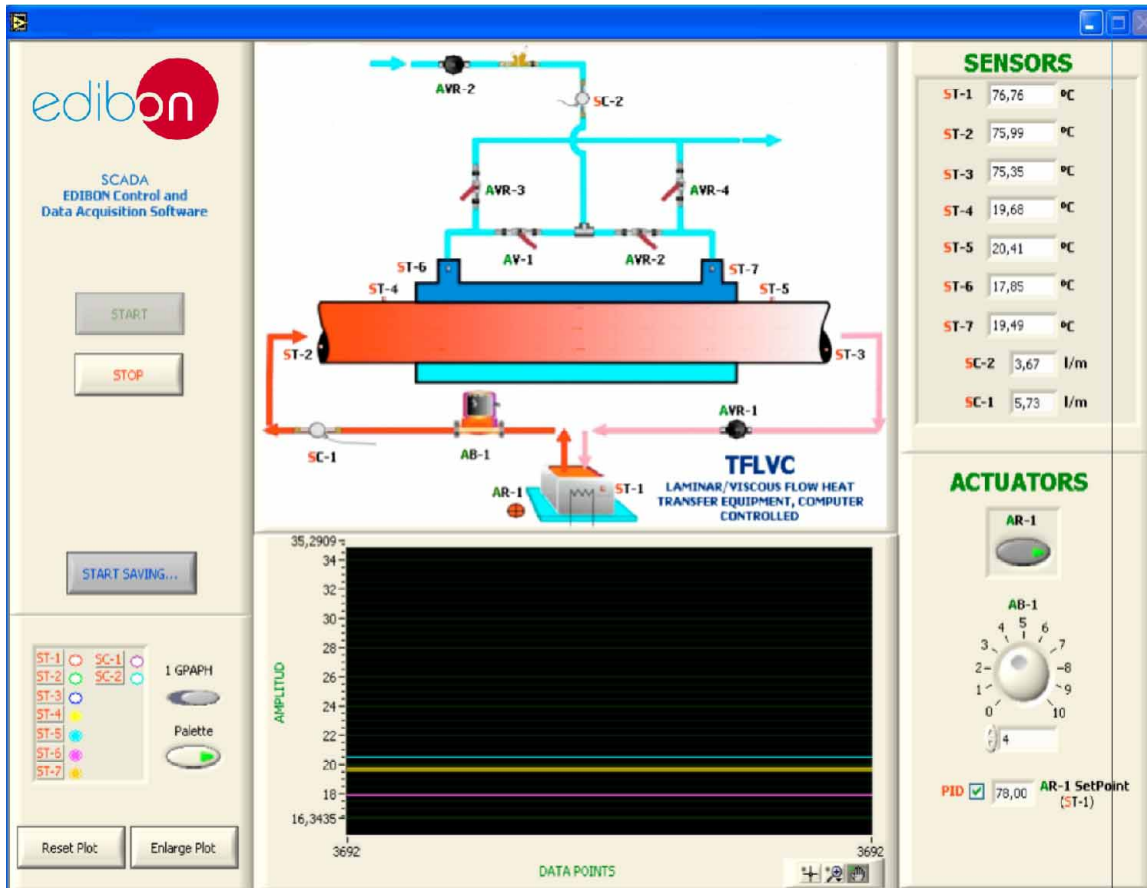 edibon
SCADA
EDIBON Control and
Data Acquisition Software
START
STOP
START SAVING...
ST-1
SC-1
ST-2
SC-2
ST-3
ST-4
ST-5
ST-6
ST-7
1 GPAPH
Palette
Reset Plot
Enlarge Plot
AVR-2
SC-2
AVR-3
AVR-4
AV-1
AVR-2
ST-6
ST-7
ST-4
ST-5
ST-2
ST-3
AVR-1
SC-1
AB-1
AR-1
ST-1
TFLVC
LAMINAR/VISCOUS FLOW HEAT
TRANSFER EQUIPMENT, COMPUTER
CONTROLLED
AMPLITUD
35,2909
34
32
30
28
26
24
22
20
18
16,3435
3692
3692
DATA POINTS
SENSORS
ST-1 76,76 ºC
ST-2 75,99 ºC
ST-3 75,35 ºC
ST-4 19,68 ºC
ST-5 20,41 ºC
ST-6 17,85 ºC
ST-7 19,49 ºC
SC-2 3,67 l/m
SC-1 5,73 l/m
ACTUATORS
AR-1
AB-1
0
1
2
3
4
5
6
7
8
9
10
4
PID 78,00 AR-1 SetPoint
(ST-1)